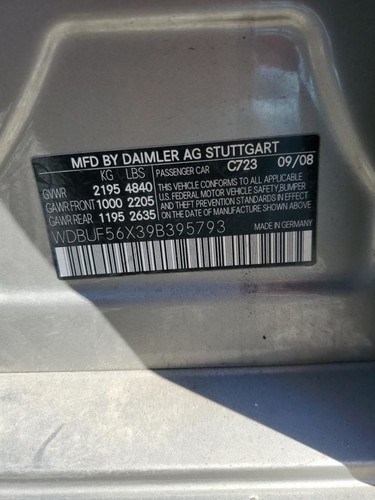 MFD BY DAIMLER AG STUTTGART
KG LBS PASSENGER CAR C723 09/08
GVWR 2195 4840
GAWR.FRONT 1000 2205
GAWR.REAR 1195 2635
THIS VEHICLE CONFORMS TO ALL APPLICABLE
U.S. FEDERAL MOTOR VEHICLE SAFETY, BUMPER
AND THEFT PREVENTION STANDARDS IN EFFECT ON THE
DATE OF MANUFACTURE SHOWN ABOVE.
WDBUF56X39B395793 MADE IN GERMANY